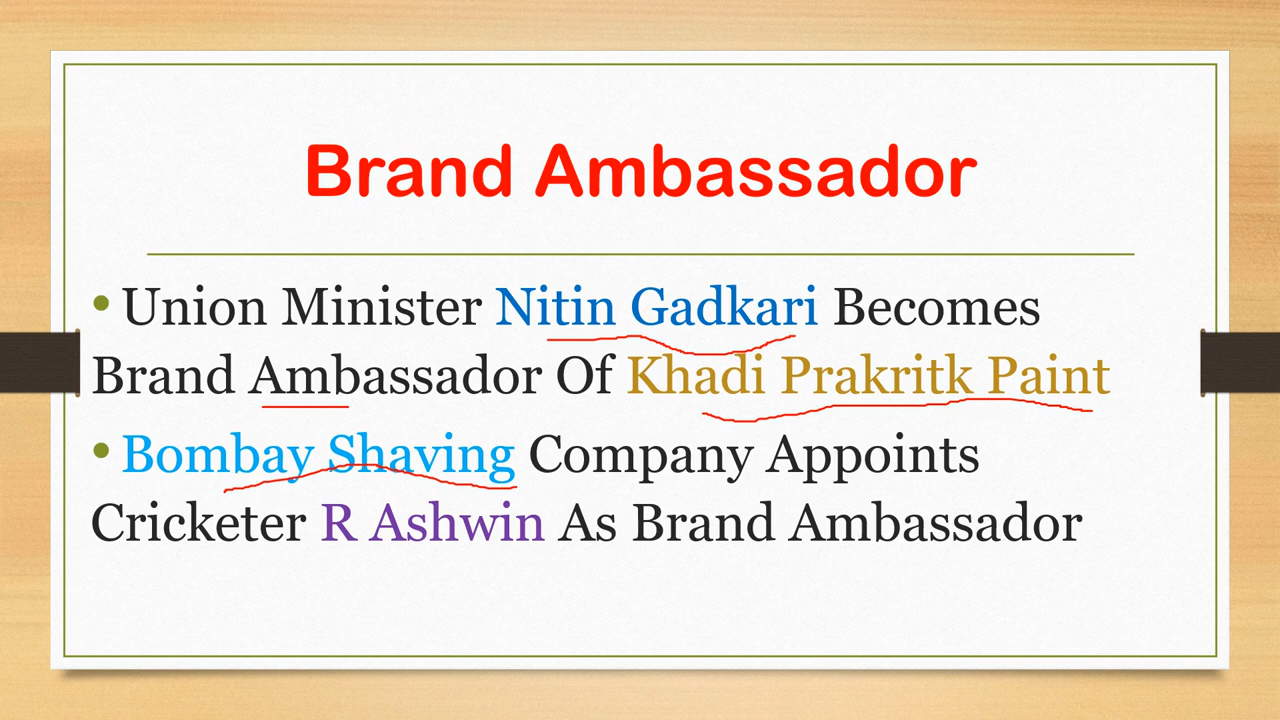 Brand Ambassador
• Union Minister Nitin Gadkari Becomes
Brand Ambassador Of Khadi Prakritk Paint
• Bombay Shaving Company Appoints
Cricketer R Ashwin As Brand Ambassador